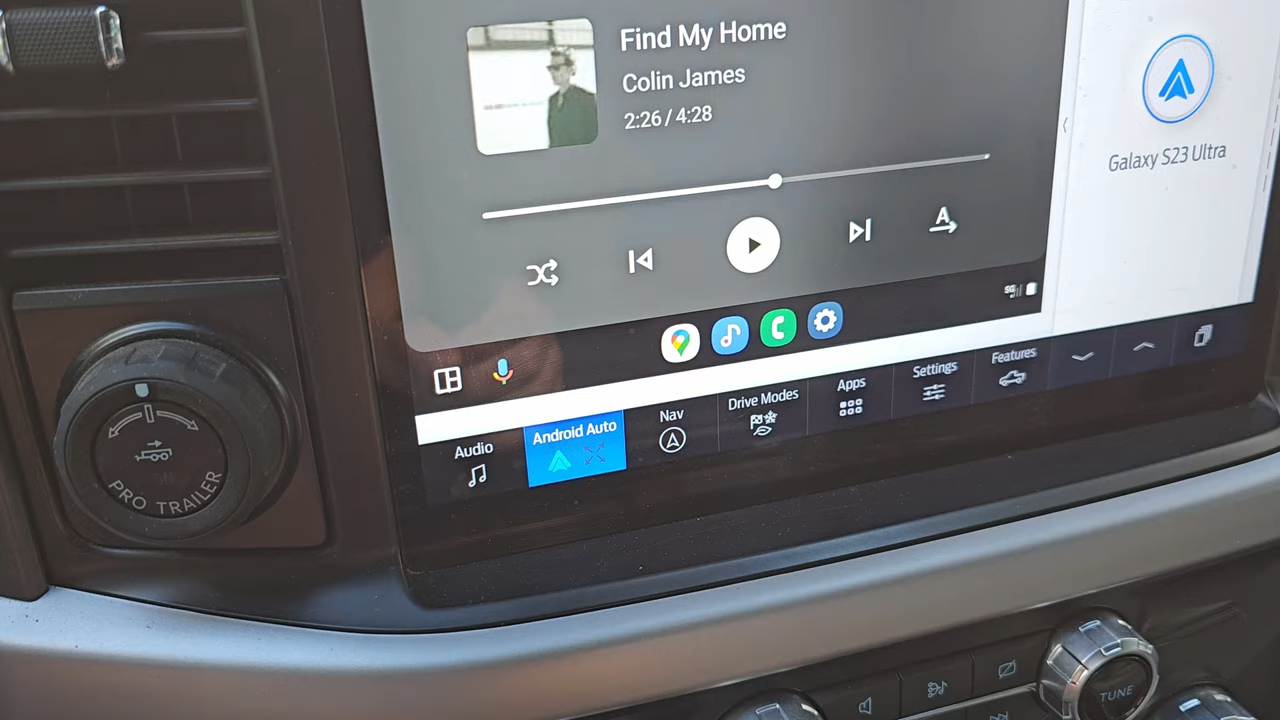 Find My Home
Colin James
2:26 / 4:28
Galaxy S23 Ultra
A
5G
Audio
Android Auto
Nav
Drive Modes
Apps
Settings
Features
PRO TRAILER
TUNE